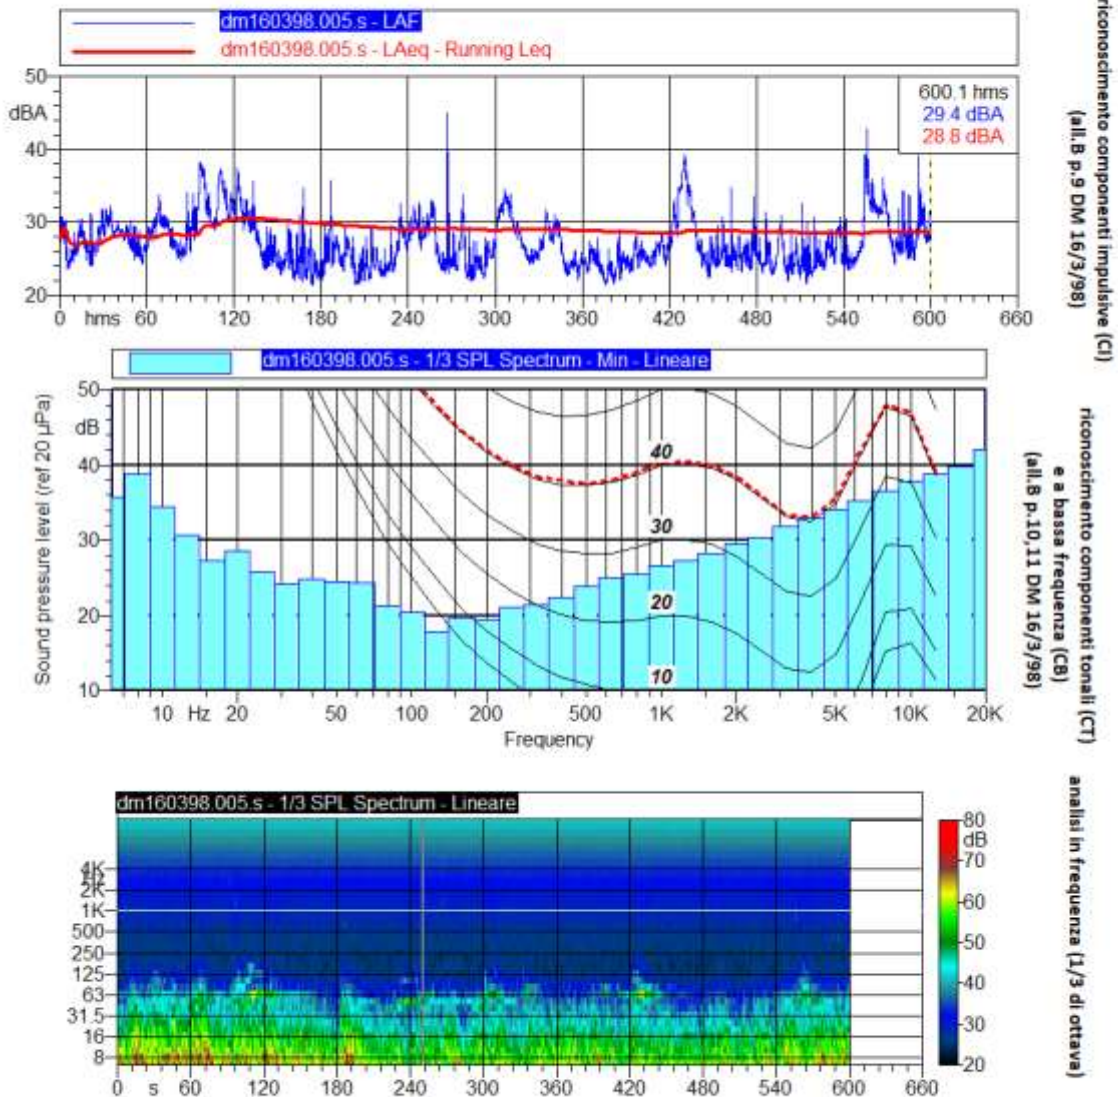 dm160398.005.s - LAF
dm160398.005.s - LAeq - Running Leq
50
dBA
40
30
20
600.1 hms
29.4 dBA
28.8 dBA
0 hms 60 120 180 240 300 360 420 480 540 600 660
riconoscimento componenti impulsive (CI)
(all.B p.9 DM 16/3/98)
dm160398.005.s - 1/3 SPL Spectrum - Min - Lineare
Sound pressure level (ref 20 µPa)
50
dB
40
30
20
10
40
30
20
10
10 Hz 20 50 100 200 500 1K 2K 5K 10K 20K
Frequency
riconoscimento componenti tonali (CT)
e a bassa frequenza (CB)
(all.B p.10,11 DM 16/3/98)
dm160398.005.s - 1/3 SPL Spectrum - Lineare
4K
Hz
2K
1K
500
250
125
63
31.5
16
8
0 s 60 120 180 240 300 360 420 480 540 600 660
80
dB
70
60
50
40
30
20
analisi in frequenza (1/3 di ottava)